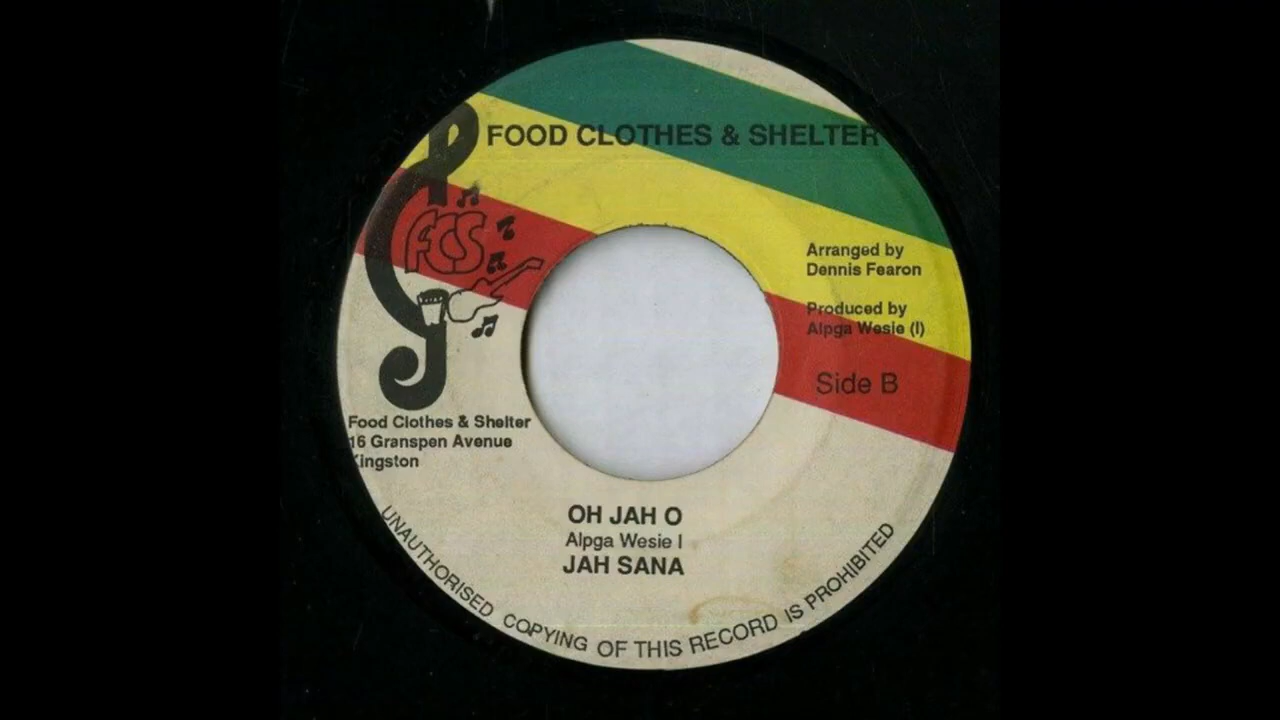 FOOD CLOTHES & SHELTER
FCS
Arranged by
Dennis Fearon
Produced by
Alpga Wesie (I)
Side B
Food Clothes & Shelter
16 Granspen Avenue
Kingston
OH JAH O
Alpga Wesie I
JAH SANA
UNAUTHORISED COPYING OF THIS RECORD IS PROHIBITED